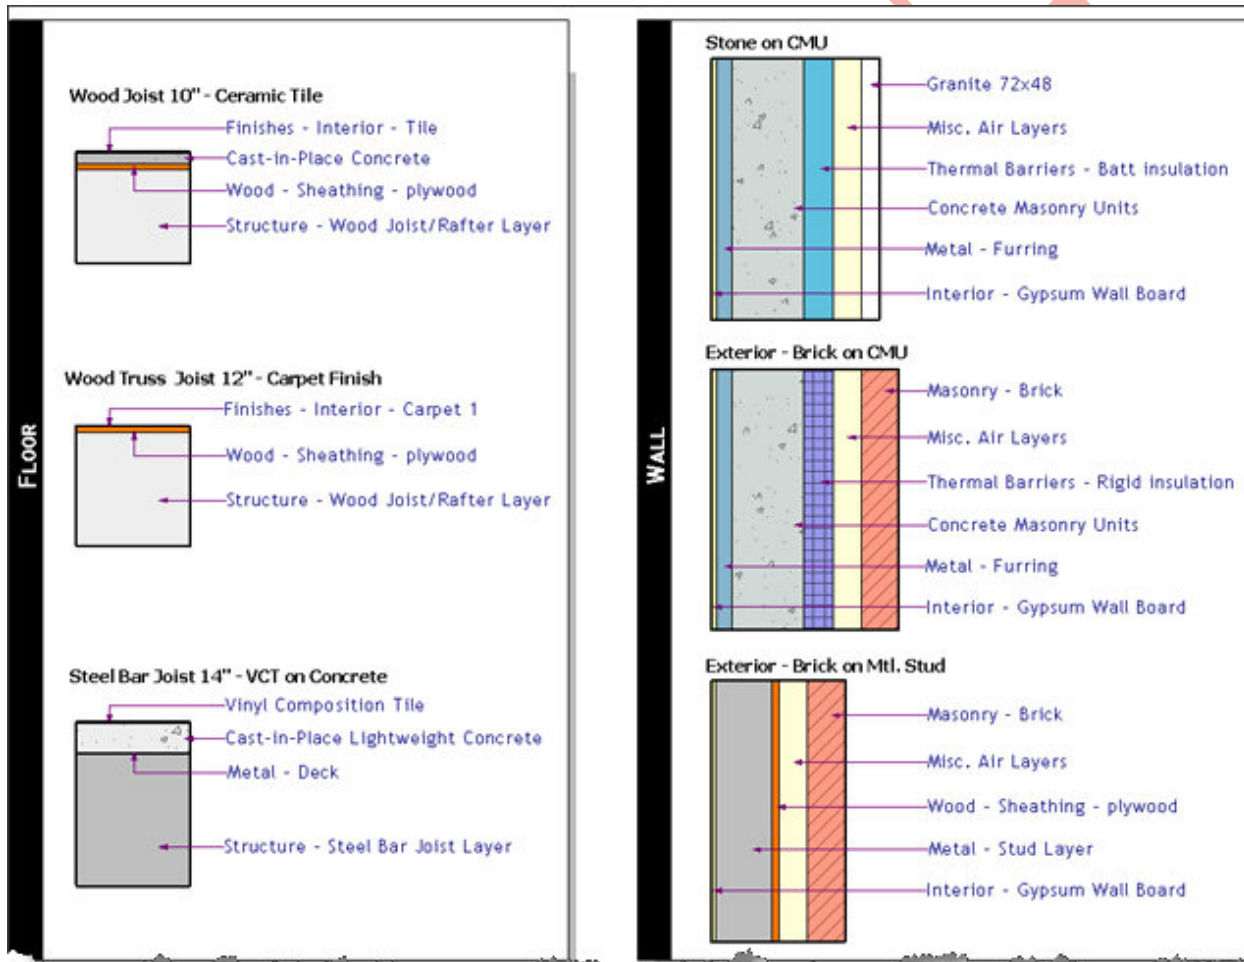 FLOOR
Wood Joist 10" - Ceramic Tile
Finishes - Interior - Tile
Cast-in-Place Concrete
Wood - Sheathing - plywood
Structure - Wood Joist/Rafter Layer
Wood Truss Joist 12" - Carpet Finish
Finishes - Interior - Carpet 1
Wood - Sheathing - plywood
Structure - Wood Joist/Rafter Layer
Steel Bar Joist 14" - VCT on Concrete
Vinyl Composition Tile
Cast-in-Place Lightweight Concrete
Metal - Deck
Structure - Steel Bar Joist Layer
WALL
Stone on CMU
Granite 72x48
Misc. Air Layers
Thermal Barriers - Batt insulation
Concrete Masonry Units
Metal - Furring
Interior - Gypsum Wall Board
Exterior - Brick on CMU
Masonry - Brick
Misc. Air Layers
Thermal Barriers - Rigid insulation
Concrete Masonry Units
Metal - Furring
Interior - Gypsum Wall Board
Exterior - Brick on Mtl. Stud
Masonry - Brick
Misc. Air Layers
Wood - Sheathing - plywood
Metal - Stud Layer
Interior - Gypsum Wall Board